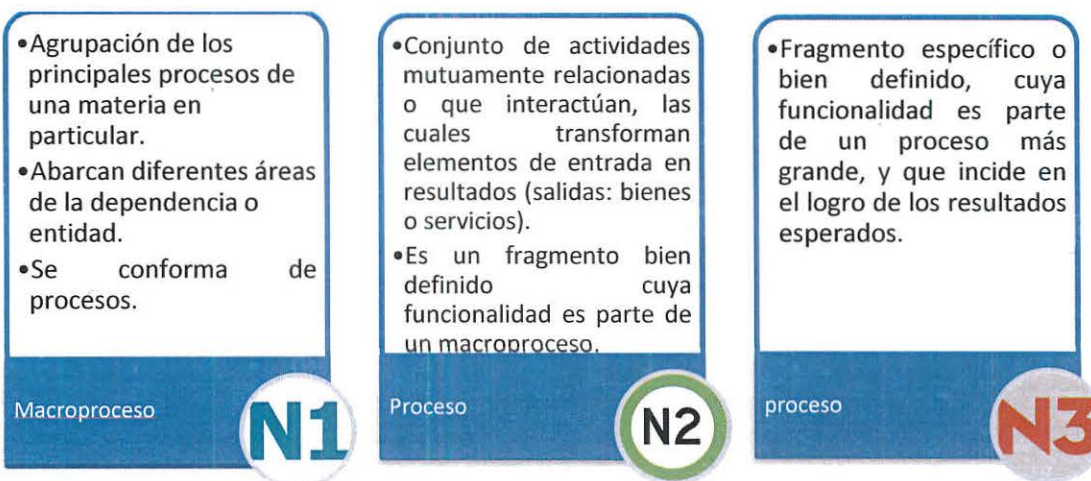 •Agrupación de los
principales procesos de
una materia en
particular.
•Abarcan diferentes áreas
de la dependencia o
entidad.
•Se conforma de
procesos.
Macroproceso
N1
•Conjunto de actividades
mutuamente relacionadas
o que interactúan, las
cuales transforman
elementos de entrada en
resultados (salidas: bienes
o servicios).
•Es un fragmento bien
definido cuya
funcionalidad es parte de
un macroproceso.
Proceso
N2
•Fragmento específico o
bien definido, cuya
funcionalidad es parte
de un proceso más
grande, y que incide en
el logro de los resultados
esperados.
proceso
N3